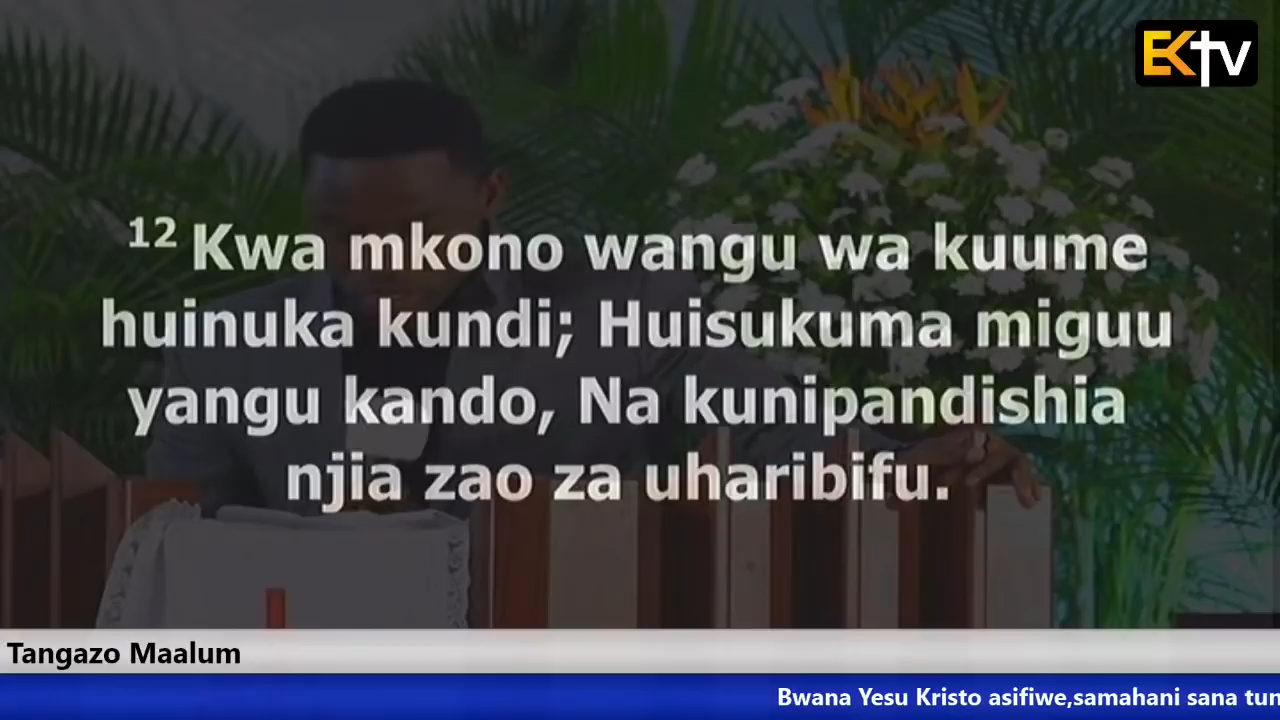 EKTV
12 Kwa mkono wangu wa kuume
huinuka kundi; Huisukuma miguu
yangu kando, Na kunipandishia
njia zao za uharibifu.
Tangazo Maalum
Bwana Yesu Kristo asifiwe,samahani sana tun